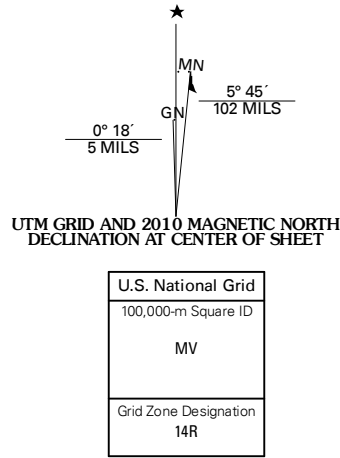 MN
5° 45´
102 MILS
GN
0° 18´
5 MILS
UTM GRID AND 2010 MAGNETIC NORTH
DECLINATION AT CENTER OF SHEET
U.S. National Grid
100,000-m Square ID
MV
Grid Zone Designation
14R